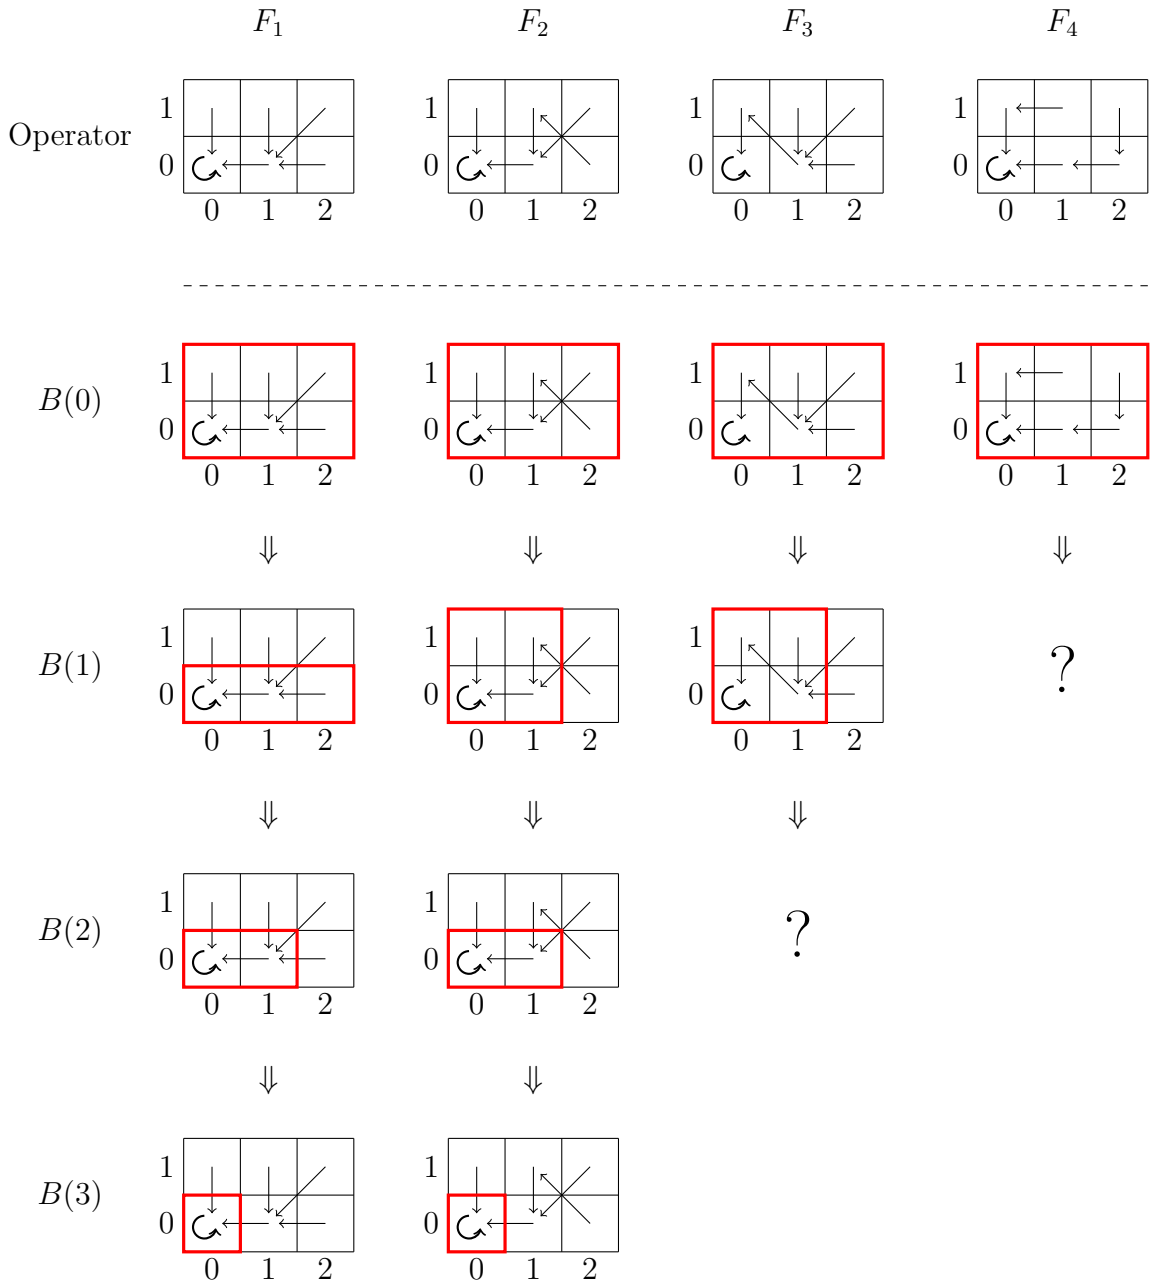 F₁ F₂ F₃ F₄
Operator
1 1 1 1
0 0 0 0
0 1 2 0 1 2 0 1 2 0 1 2
B(0)
1 1 1 1
0 0 0 0
0 1 2 0 1 2 0 1 2 0 1 2
⇓ ⇓ ⇓ ⇓
B(1)
1 1 1
0 0 0
?
0 1 2 0 1 2 0 1 2
⇓ ⇓ ⇓
B(2)
1 1
0 0
?
0 1 2 0 1 2
⇓ ⇓
B(3)
1 1
0 0
0 1 2 0 1 2